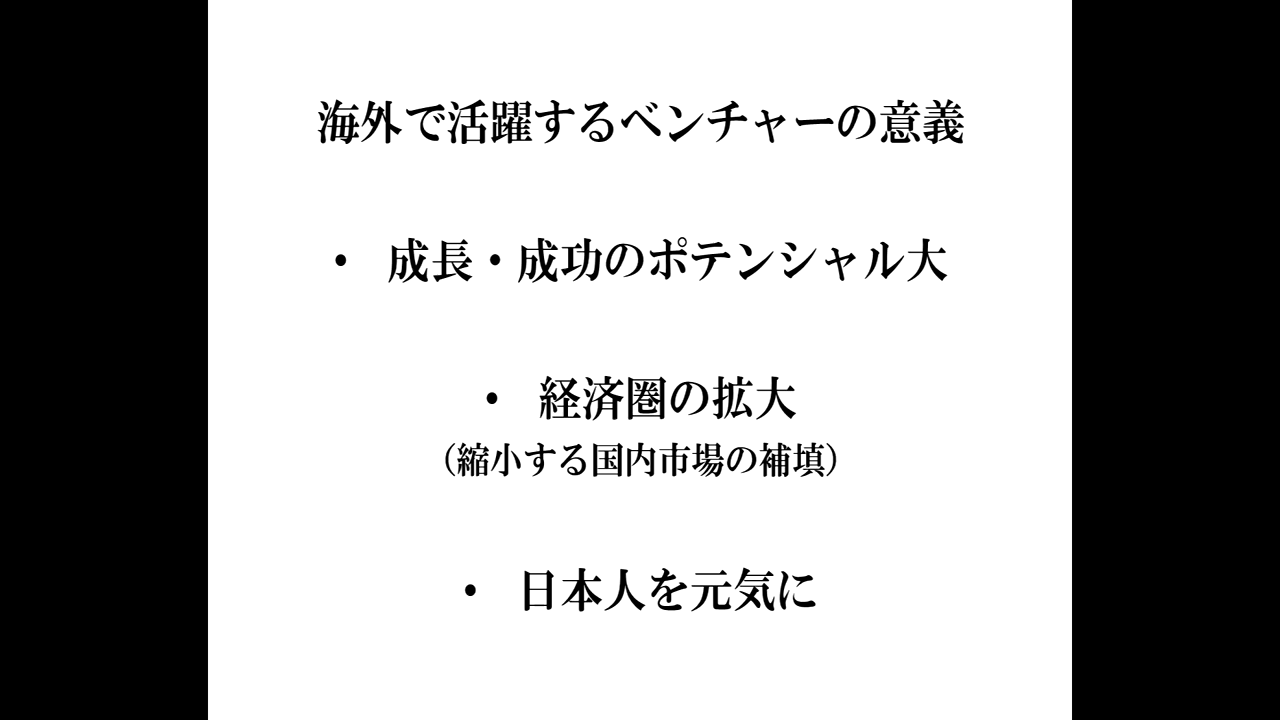 海外で活躍するベンチャーの意義
・ 成長・成功のポテンシャル大
・ 経済圏の拡大
（縮小する国内市場の補填）
・ 日本人を元気に